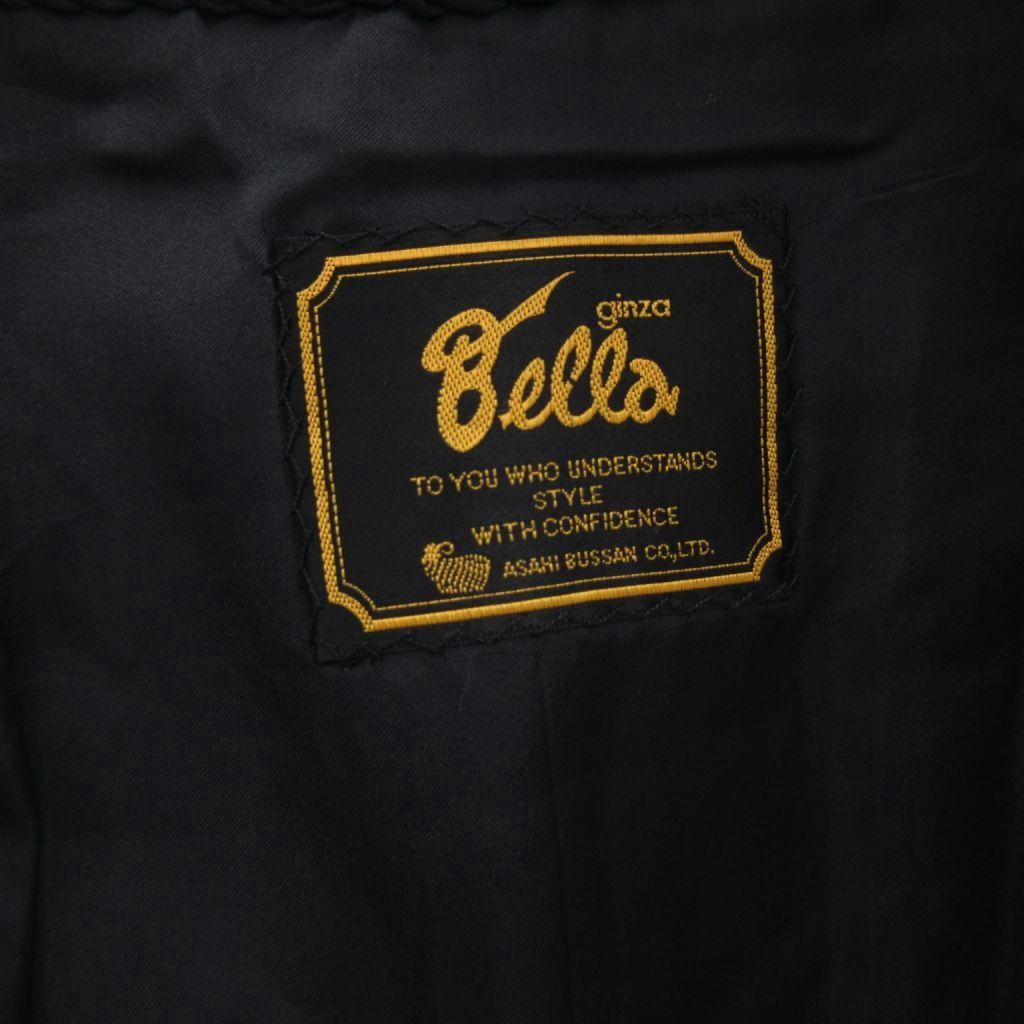 ginza
Bella
TO YOU WHO UNDERSTANDS
STYLE
WITH CONFIDENCE
ASAHI BUSSAN CO.,LTD.